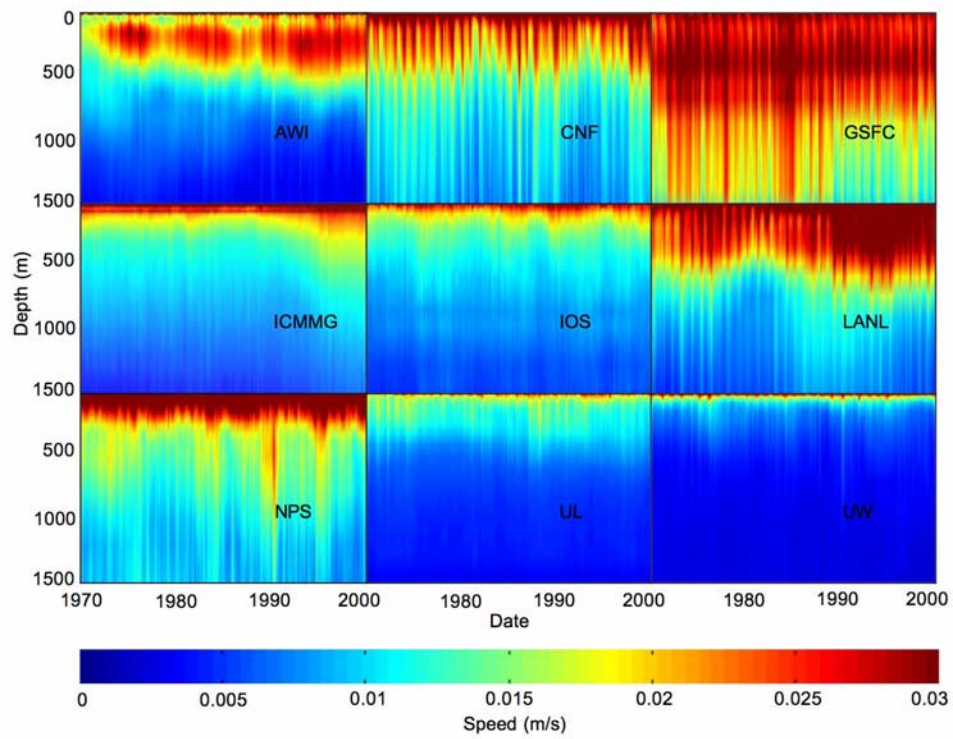 0
500
1000
1500
AWI
CNF
GSFC
Depth (m)
500
1000
1500
ICMMG
IOS
LANL
500
1000
1500
NPS
UL
UW
1970 1980 1990 2000 1980 1990 2000 1980 1990 2000
Date
0 0.005 0.01 0.015 0.02 0.025 0.03
Speed (m/s)